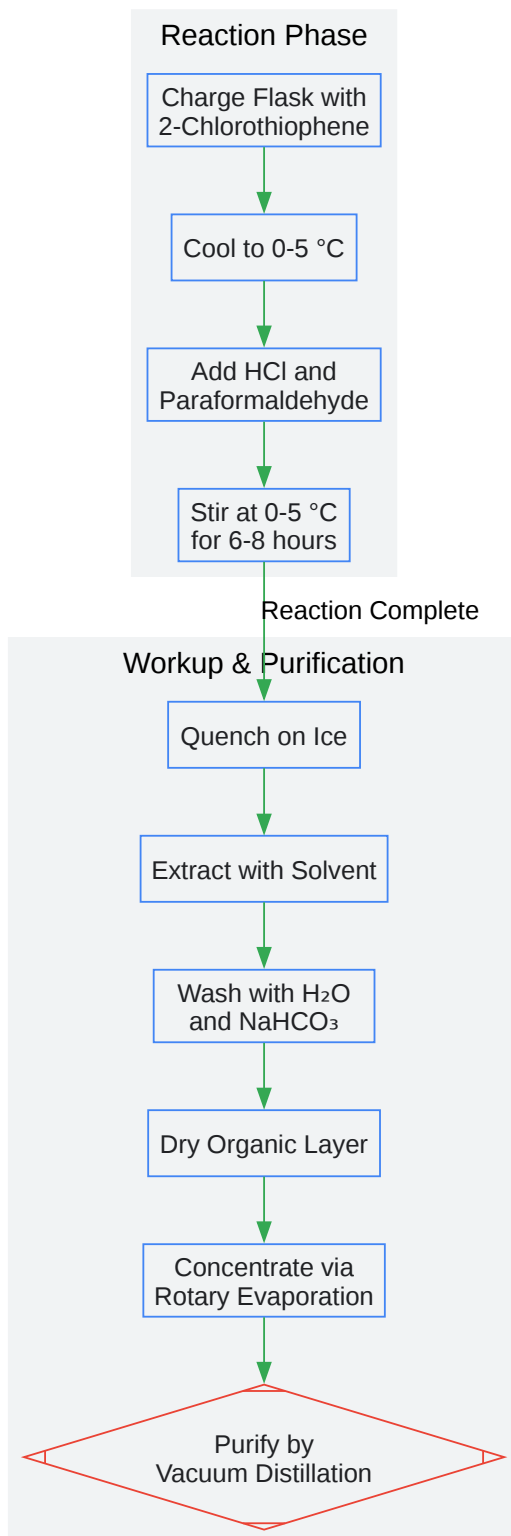 Reaction Phase
Charge Flask with
2-Chlorothiophene
Cool to 0-5 °C
Add HCl and
Paraformaldehyde
Stir at 0-5 °C
for 6-8 hours
Reaction Complete
Workup & Purification
Quench on Ice
Extract with Solvent
Wash with H₂O
and NaHCO₃
Dry Organic Layer
Concentrate via
Rotary Evaporation
Purify by
Vacuum Distillation